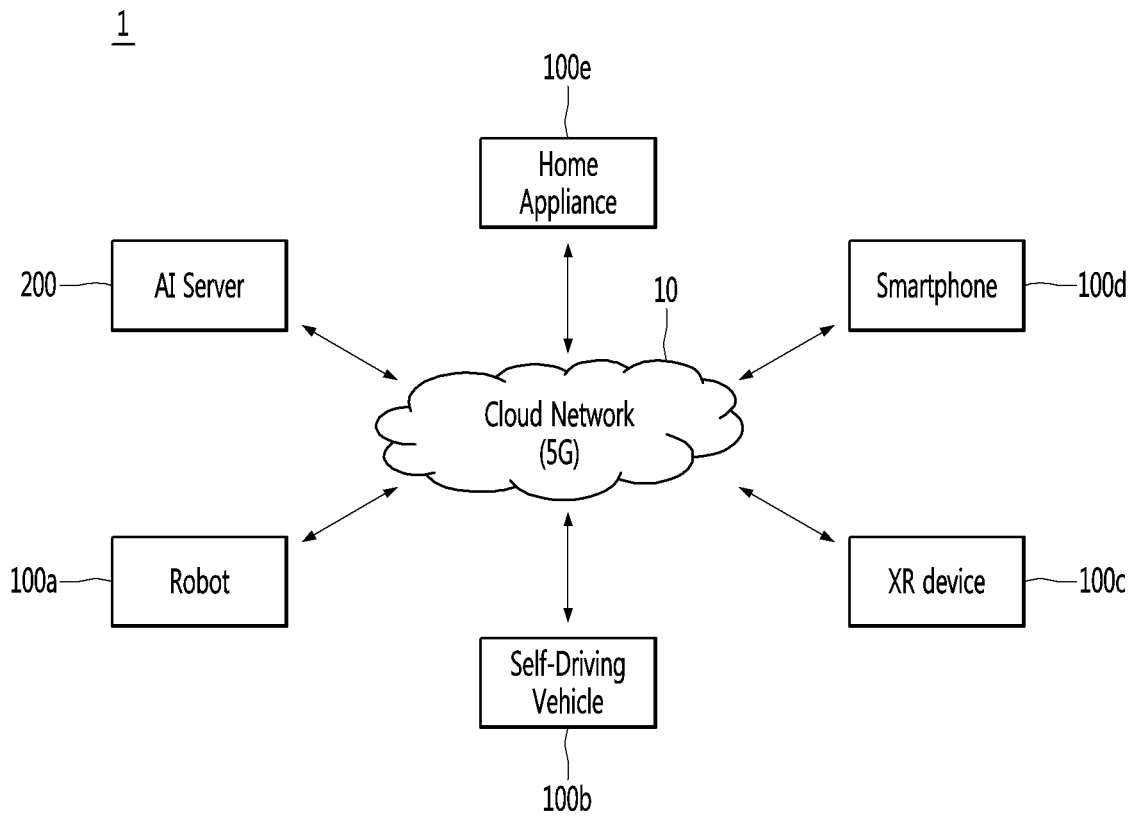 1
100e
Home
Appliance
200
AI Server
Smartphone
100d
10
Cloud Network
(5G)
100a
Robot
XR device
100c
Self-Driving
Vehicle
100b